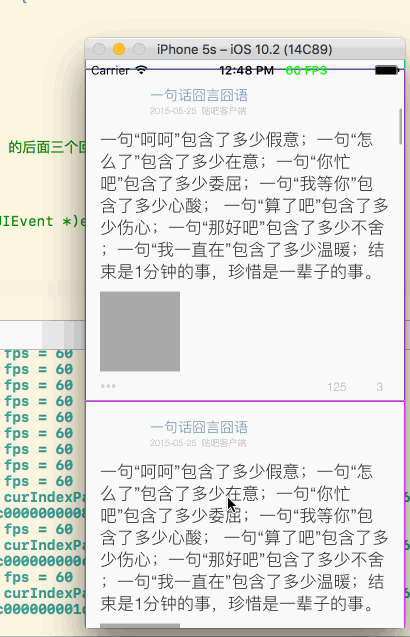 iPhone 5s – iOS 10.2 (14C89)
Carrier 12:48 PM 60 FPS
一句话囧言囧语
2015-05-25 贴吧客户端
一句“呵呵”包含了多少假意；一句“怎
么了”包含了多少在意；一句“你忙
吧”包含了多少委屈；一句“我等你”包
含了多少心酸； 一句“算了吧”包含了多
少伤心；一句“那好吧”包含了多少不舍
；一句“我一直在”包含了多少温暖；结
束是1分钟的事，珍惜是一辈子的事。
•••
125 3
一句话囧言囧语
2015-05-25 贴吧客户端
一句“呵呵”包含了多少假意；一句“怎
么了”包含了多少在意；一句“你忙
吧”包含了多少委屈；一句“我等你”包
含了多少心酸； 一句“算了吧”包含了多
少伤心；一句“那好吧”包含了多少不舍
；一句“我一直在”包含了多少温暖；结
束是1分钟的事，珍惜是一辈子的事。
的后面三个
UIEvent *)e
fps = 60
fps = 60
fps = 60
fps = 60
fps = 60
fps = 60
fps = 60
fps = 60
fps = 60
curIndexPa
c000000000
fps = 60
curIndexPa
c000000000
fps = 60
curIndexPa
c000000001